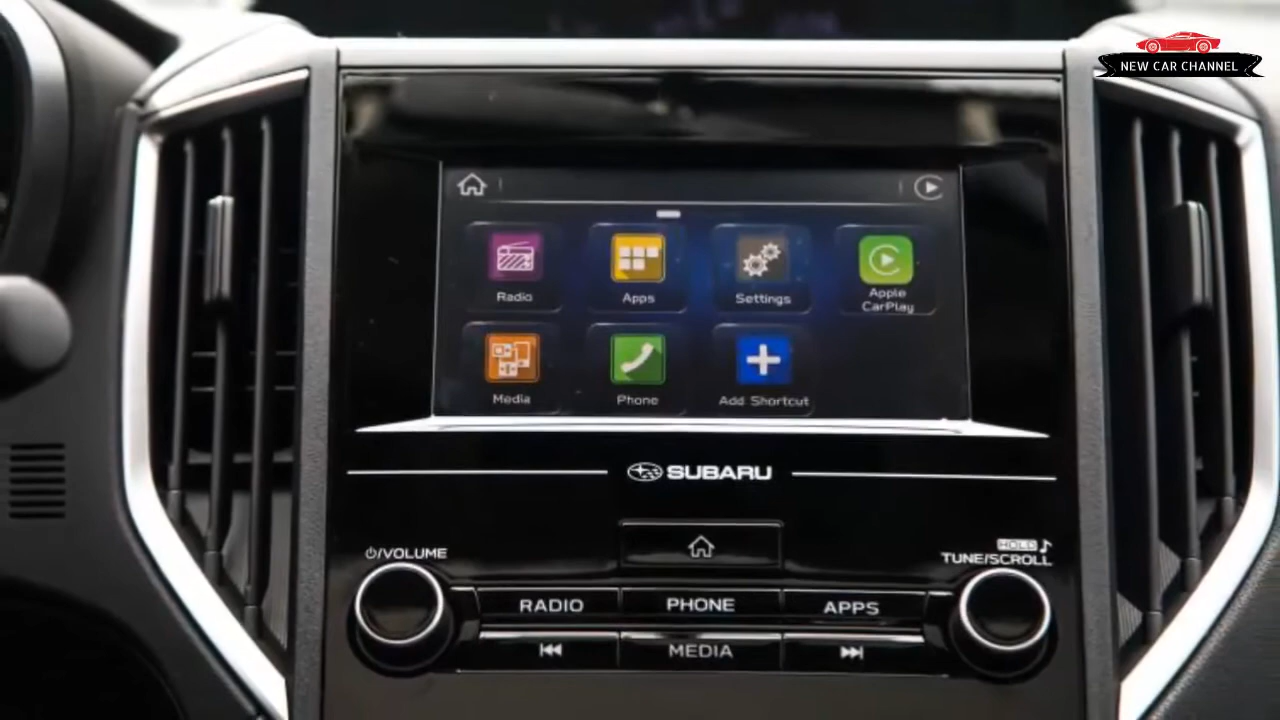 NEW CAR CHANNEL
Radio
Apps
Settings
Apple
CarPlay
Media
Phone
Add Shortcut
SUBARU
/VOLUME
HOLD
TUNE/SCROLL
RADIO
PHONE
APPS
MEDIA